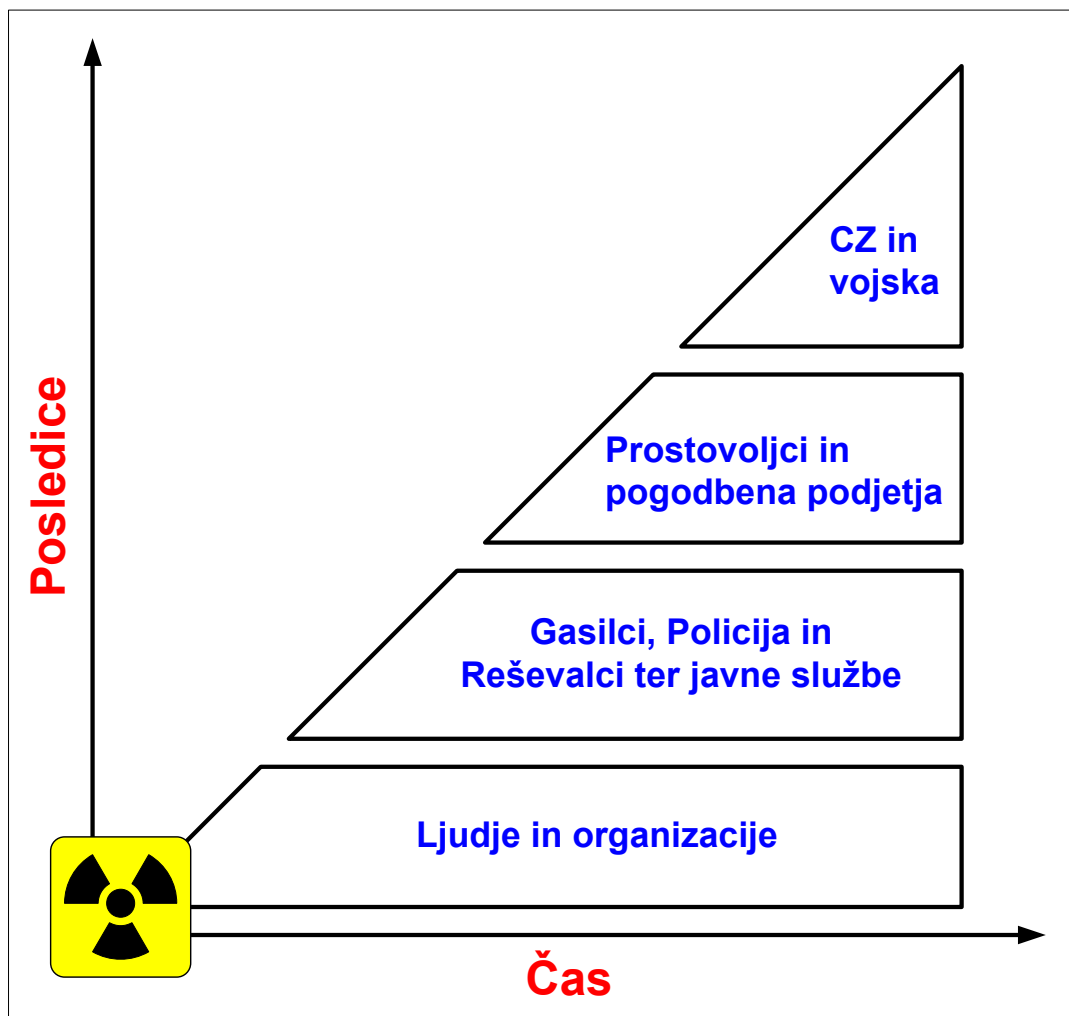 CZ in
vojska
Prostovoljci in
pogodbena podjetja
Gasilci, Policija in
Reševalci ter javne službe
Ljudje in organizacije
Posledice
Čas